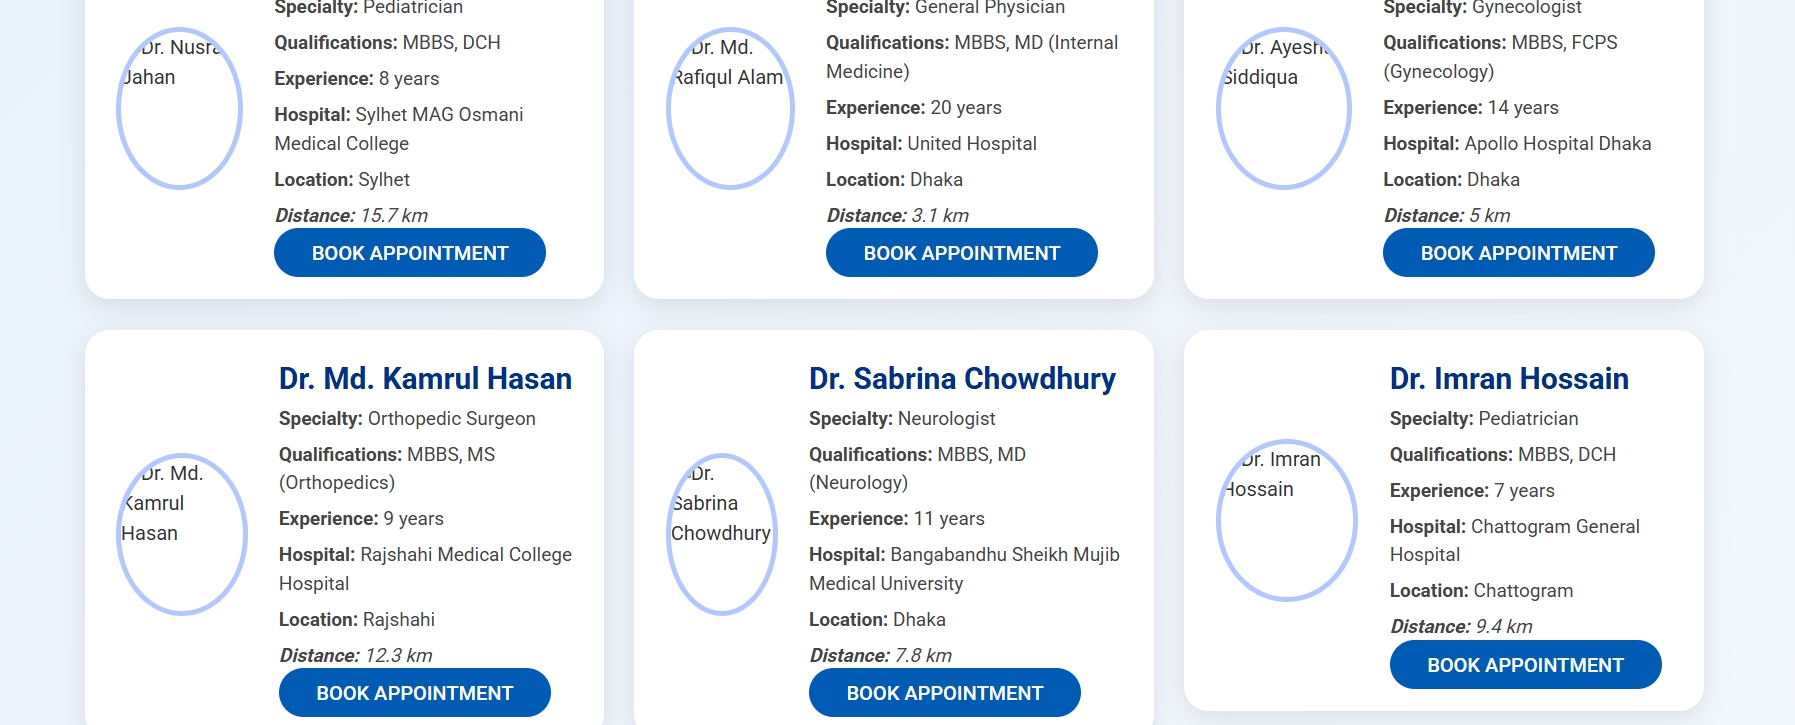 Specialty: Pediatrician
Dr. Nusra
Jahan
Qualifications: MBBS, DCH
Experience: 8 years
Hospital: Sylhet MAG Osmani
Medical College
Location: Sylhet
Distance: 15.7 km
BOOK APPOINTMENT
Specialty: General Physician
Dr. Md.
Rafiqul Alam
Qualifications: MBBS, MD (Internal
Medicine)
Experience: 20 years
Hospital: United Hospital
Location: Dhaka
Distance: 3.1 km
BOOK APPOINTMENT
Specialty: Gynecologist
Dr. Ayesha
Siddiqua
Qualifications: MBBS, FCPS
(Gynecology)
Experience: 14 years
Hospital: Apollo Hospital Dhaka
Location: Dhaka
Distance: 5 km
BOOK APPOINTMENT
Dr. Md. Kamrul Hasan
Specialty: Orthopedic Surgeon
Dr. Md.
Kamrul
Hasan
Qualifications: MBBS, MS
(Orthopedics)
Experience: 9 years
Hospital: Rajshahi Medical College
Hospital
Location: Rajshahi
Distance: 12.3 km
BOOK APPOINTMENT
Dr. Sabrina Chowdhury
Specialty: Neurologist
Dr.
Sabrina
Chowdhury
Qualifications: MBBS, MD
(Neurology)
Experience: 11 years
Hospital: Bangabandhu Sheikh Mujib
Medical University
Location: Dhaka
Distance: 7.8 km
BOOK APPOINTMENT
Dr. Imran Hossain
Specialty: Pediatrician
Dr. Imran
Hossain
Qualifications: MBBS, DCH
Experience: 7 years
Hospital: Chattogram General
Hospital
Location: Chattogram
Distance: 9.4 km
BOOK APPOINTMENT